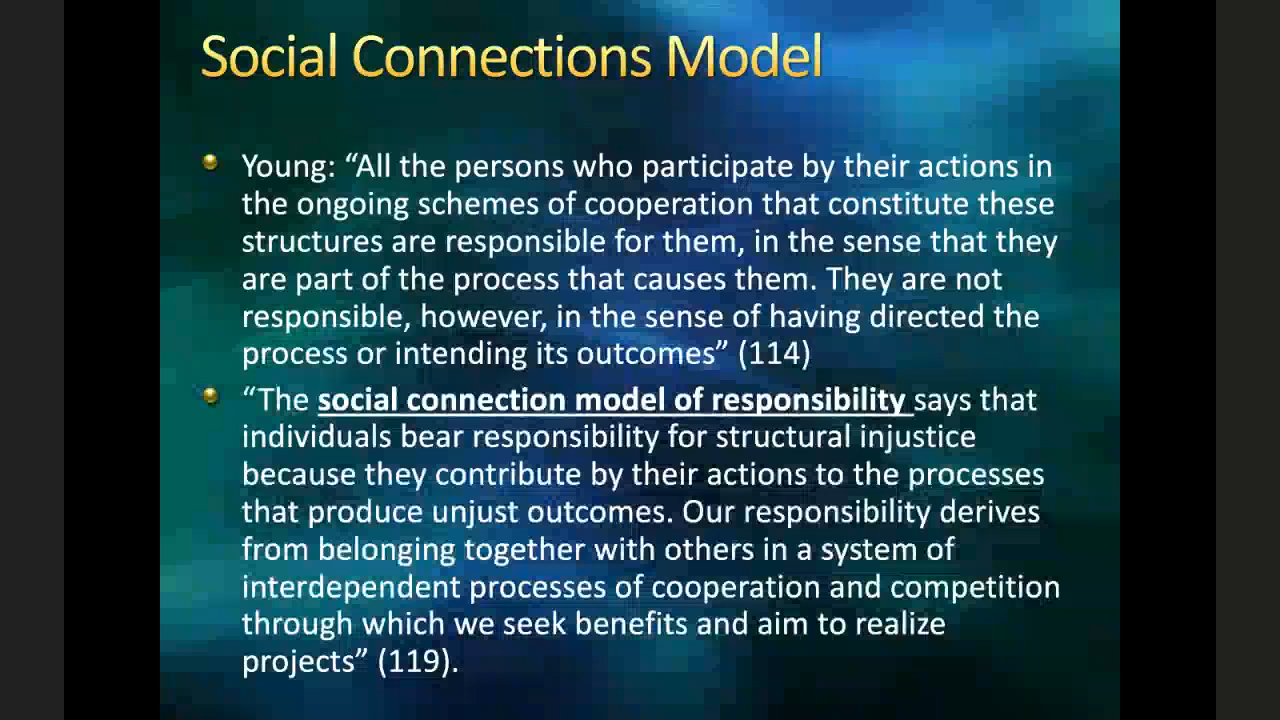 Social Connections Model
Young: “All the persons who participate by their actions in
the ongoing schemes of cooperation that constitute these
structures are responsible for them, in the sense that they
are part of the process that causes them. They are not
responsible, however, in the sense of having directed the
process or intending its outcomes” (114)
“The social connection model of responsibility says that
individuals bear responsibility for structural injustice
because they contribute by their actions to the processes
that produce unjust outcomes. Our responsibility derives
from belonging together with others in a system of
interdependent processes of cooperation and competition
through which we seek benefits and aim to realize
projects” (119).